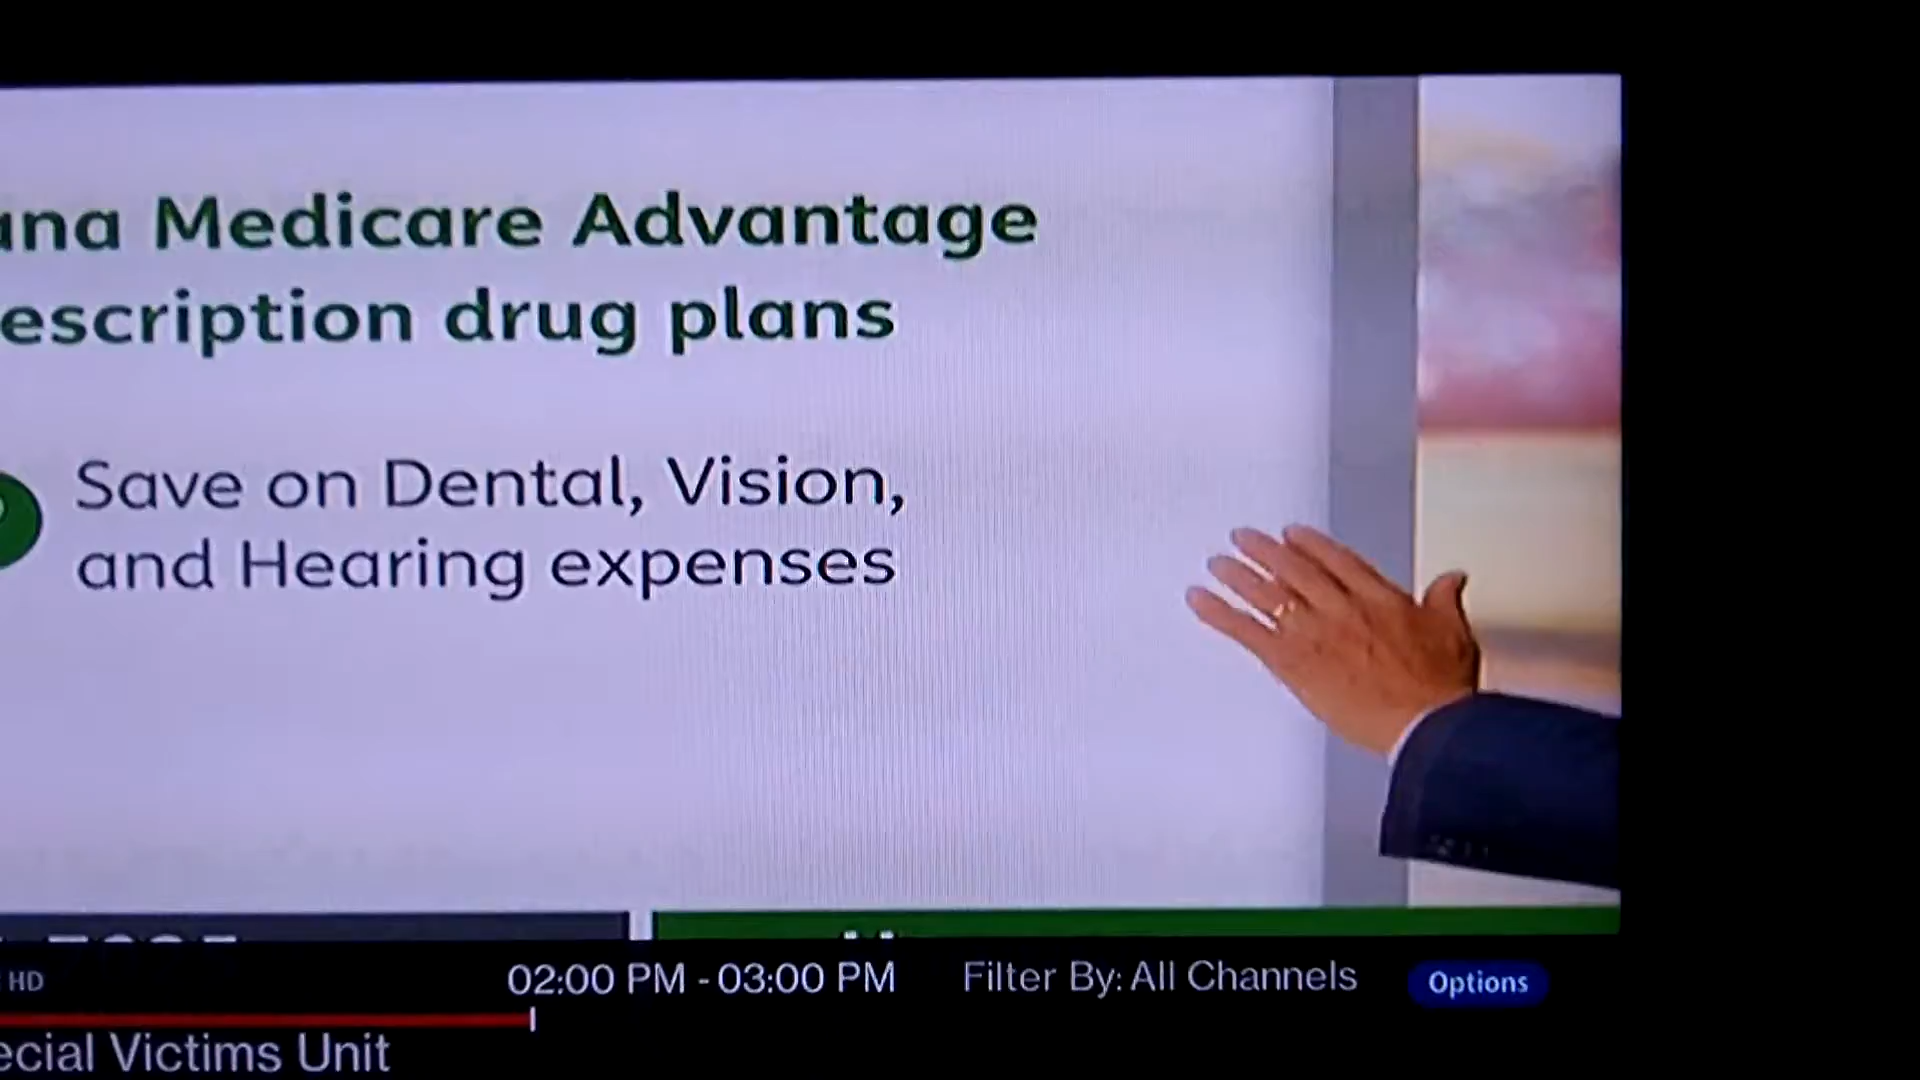 ana Medicare Advantage
escription drug plans
Save on Dental, Vision,
and Hearing expenses
HD
02:00 PM - 03:00 PM
Filter By: All Channels
Options
ecial Victims Unit